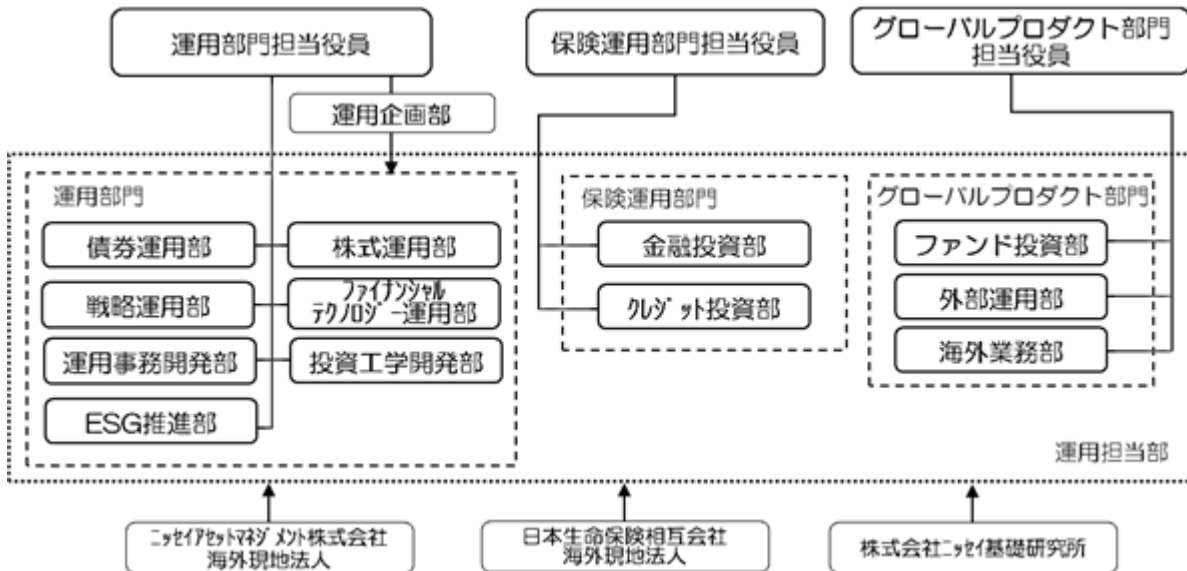 運用部門担当役員
保険運用部門担当役員
グローバルプロダクト部門
担当役員
運用企画部
運用部門
債券運用部
株式運用部
戦略運用部
ファイナンシャル
テクノロジー運用部
運用事務開発部
投資工学開発部
ESG推進部
保険運用部門
金融投資部
クレジット投資部
グローバルプロダクト部門
ファンド投資部
外部運用部
海外業務部
運用担当部
ニッセイアセットマネジメント株式会社
海外現地法人
日本生命保険相互会社
海外現地法人
株式会社ニッセイ基礎研究所